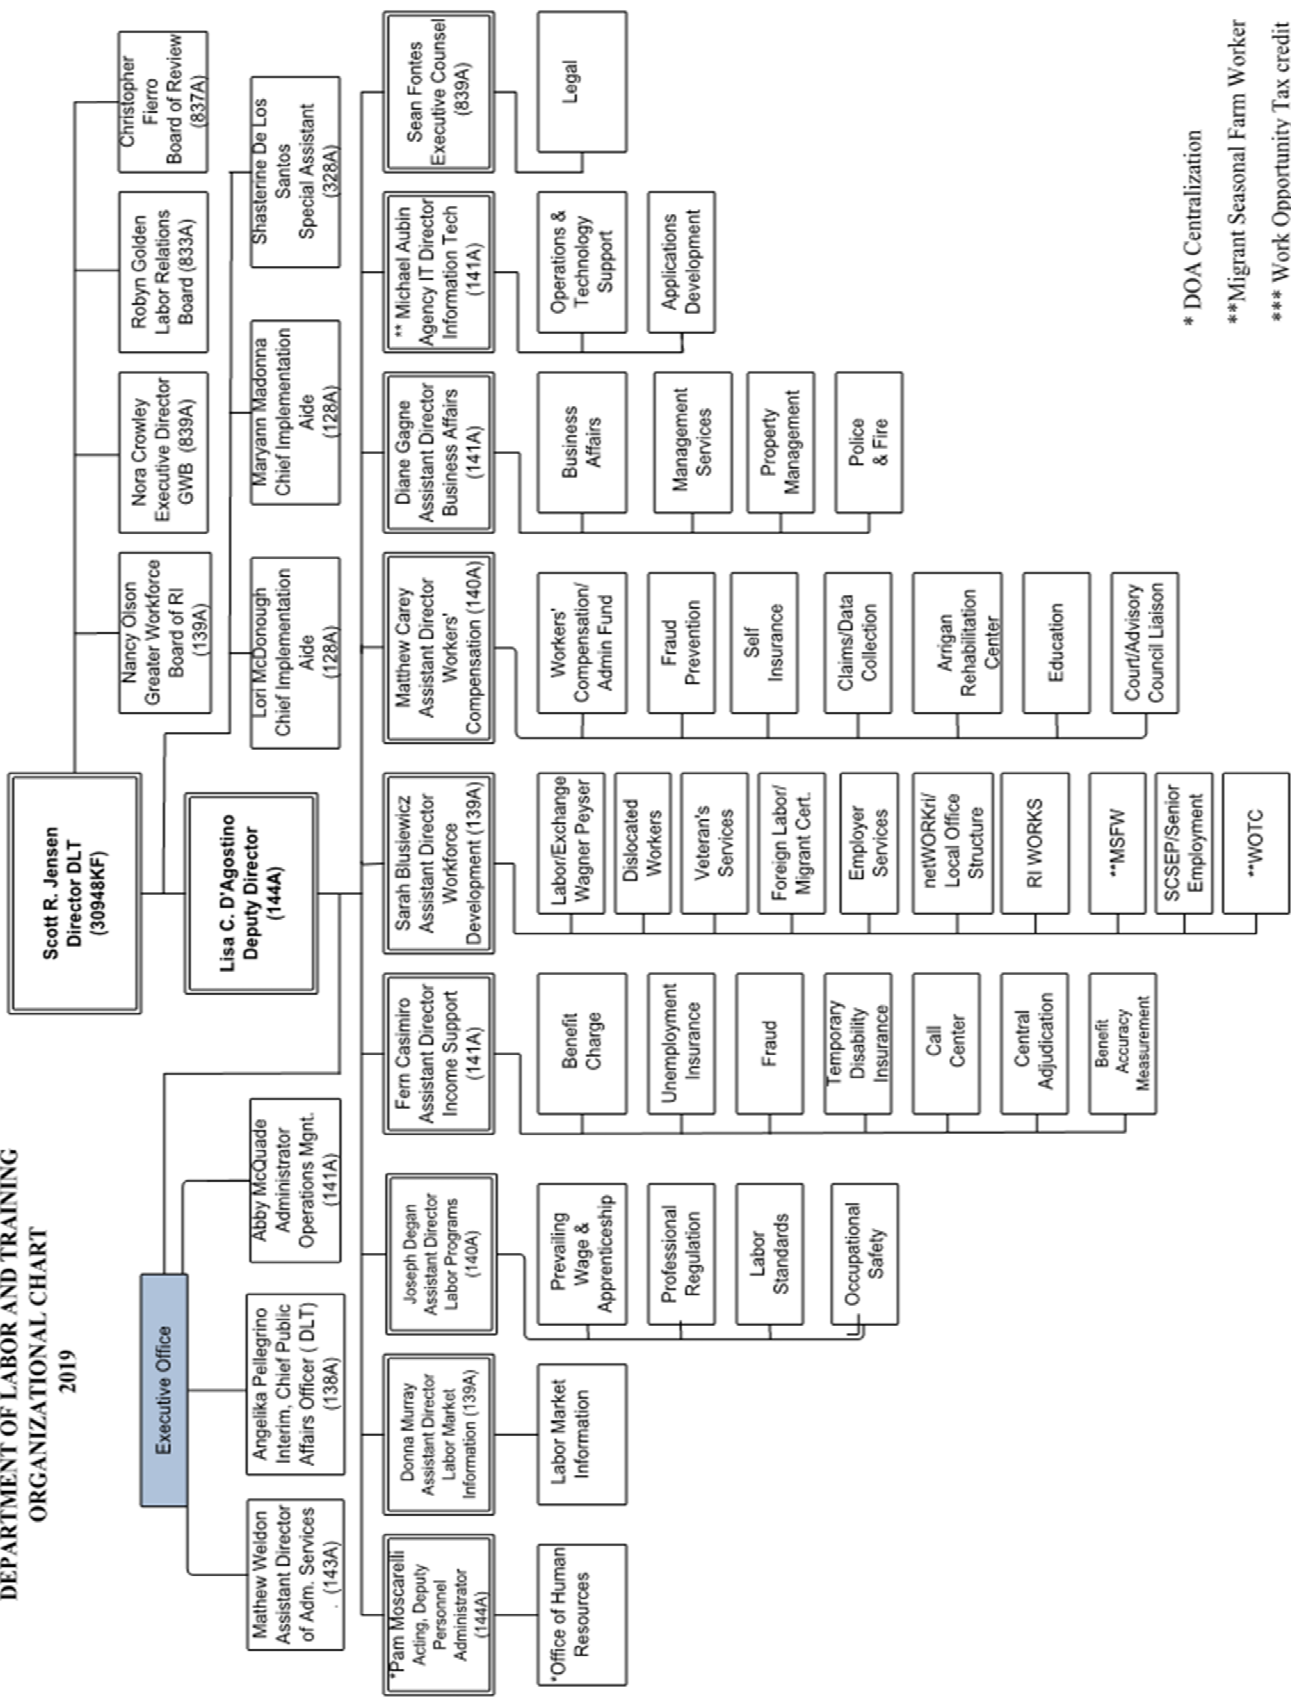 DEPARTMENT OF LABOR AND TRAINING
ORGANIZATIONAL CHART
2019
Scott R. Jensen
Director DLT
(30948KF)
Nancy Olson
Greater Workforce
Board of RI
(139A)
Nora Crowley
Executive Director
GWB (839A)
Robyn Golden
Labor Relations
Board (833A)
Christopher
Fierro
Board of Review
(837A)
Executive Office
Lisa C. D'Agostino
Deputy Director
(144A)
Mathew Weldon
Assistant Director
of Adm. Services
. (143A)
Angelika Pellegrino
Interim, Chief Public
Affairs Officer ( DLT)
(138A)
Abby McQuade
Administrator
Operations Mgnt.
(141A)
Lori McDonough
Chief Implementation
Aide
(128A)
Maryann Madonna
Chief Implementation
Aide
(128A)
Shasterine De Los
Santos
Special Assistant
(328A)
*Pam Moscarelli
Acting, Deputy
Personnel
Administrator
(144A)
*Office of Human
Resources
Donna Murray
Assistant Director
Labor Market
Information (139A)
Labor Market
Information
Joseph Degan
Assistant Director
Labor Programs
(140A)
Prevailing
Wage &
Apprenticeship
Professional
Regulation
Labor
Standards
Occupational
Safety
Fern Casimiro
Assistant Director
Income Support
(141A)
Benefit
Charge
Unemployment
Insurance
Fraud
Temporary
Disability
Insurance
Call
Center
Central
Adjudication
Benefit
Accuracy
Measurement
Sarah Blusiewicz
Assistant Director
Workforce
Development (139A)
Labor/Exchange
Wagner Peyser
Dislocated
Workers
Veteran's
Services
Foreign Labor/
Migrant Cert.
Employer
Services
netWORKri/
Local Office
Structure
RI WORKS
**MSFW
SCSEP/Senior
Employment
**WOTC
Matthew Carey
Assistant Director
Workers'
Compensation (140A)
Workers'
Compensation/
Admin Fund
Fraud
Prevention
Self
Insurance
Claims/Data
Collection
Arrigan
Rehabilitation
Center
Education
Court/Advisory
Council Liaison
Diane Gagne
Assistant Director
Business Affairs
(141A)
Business
Affairs
Management
Services
Property
Management
Police
& Fire
** Michael Aubin
Agency IT Director
Information Tech
(141A)
Operations &
Technology
Support
Applications
Development
Sean Fontes
Executive Counsel
(839A)
Legal
* DOA Centralization
**Migrant Seasonal Farm Worker
*** Work Opportunity Tax credit